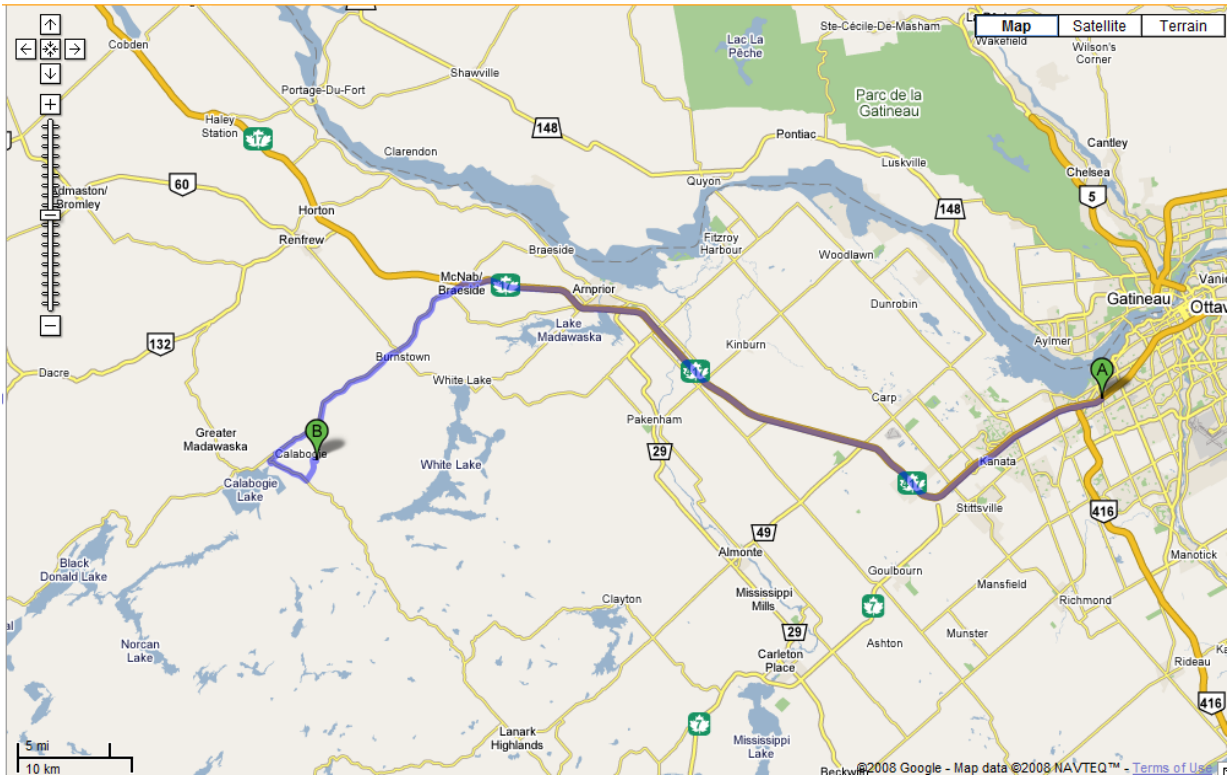 Cobden
Ste-Cécile-De-Masham
Wakefield
Map
Satellite
Terrain
Lac La
Pêche
Wilson's
Corner
Shawville
Portage-Du-Fort
Parc de la
Gatineau
Haley
Station
17
148
Pontiac
Cantley
Clarendon
Luskville
Chelsea
Quyon
60
5
148
Bromley
Horton
Renfrew
Fitzroy
Harbour
Woodlawn
Braeside
McNab/
Braeside
17
Arnprior
Gatineau
Dunrobin
Lake
Madawaska
Aylmer
132
Kinburn
Burnstown
A
Dacre
White Lake
Carp
Pakenham
Greater
Madawaska
B
Calabogie
29
White Lake
Kanata
Calabogie
Lake
Stittsville
416
49
Almonte
Manotick
Black
Donald Lake
Goulbourn
Mansfield
Mississippi
Mills
Clayton
Richmond
7
29
Munster
Ashton
Norcan
Lake
Carleton
Place
Rideau
416
7
Lanark
Highlands
5 mi
10 km
Mississippi
Lake
©2008 Google - Map data ©2008 NAVTEQ™ - Terms of Use